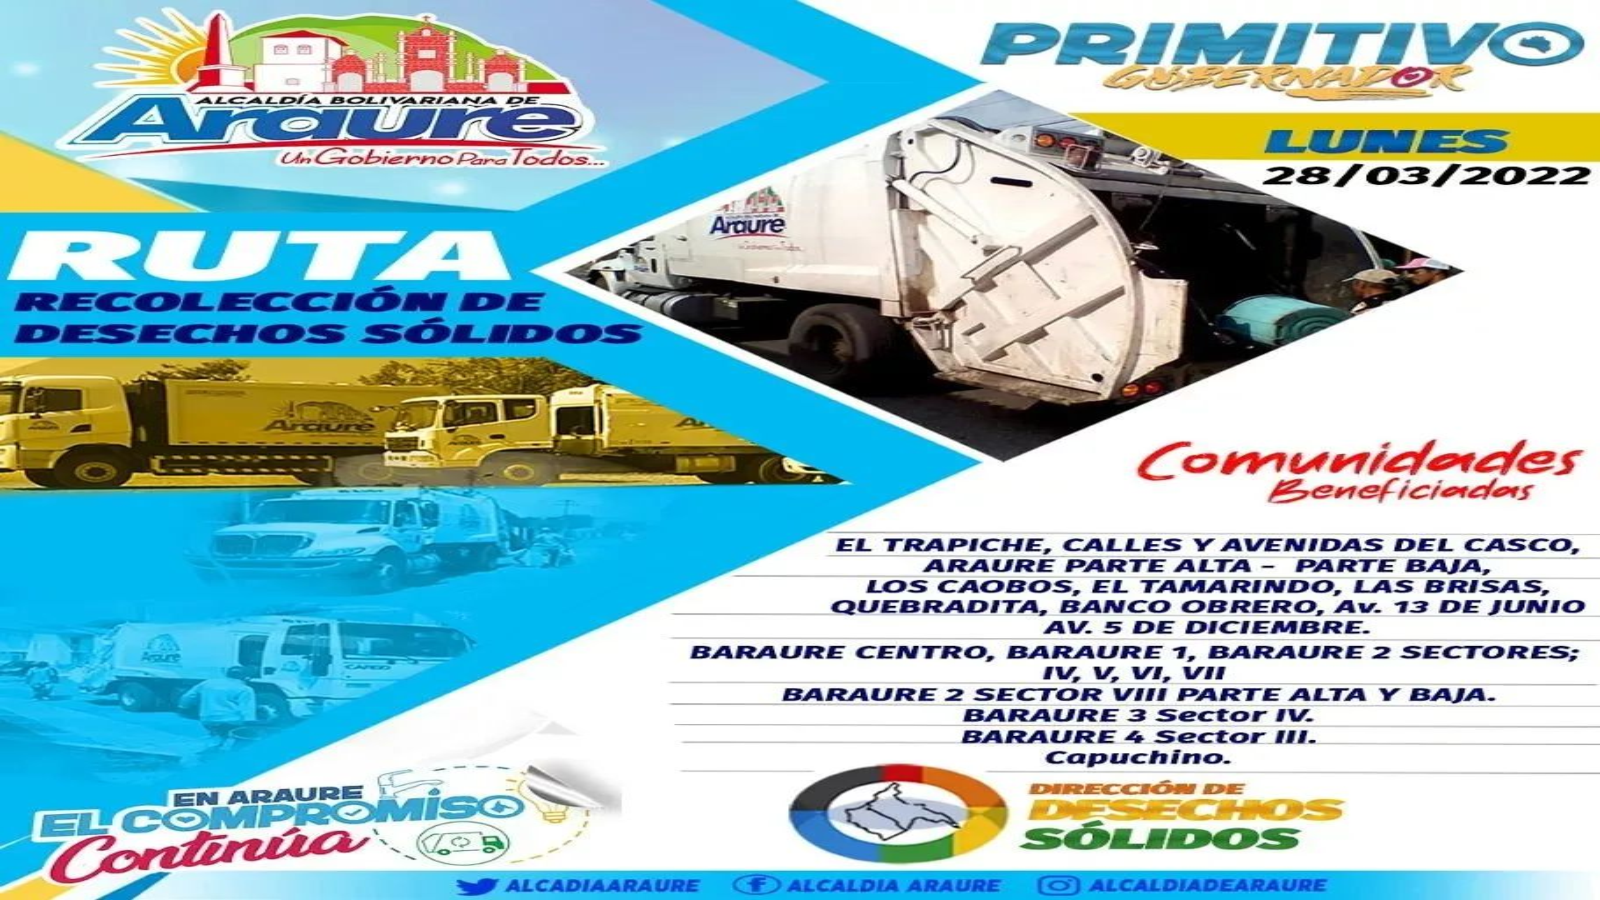 ALCALDÍA BOLIVARIANA DE
Araure
Un Gobierno Para Todos...
PRIMITIVO
GOBERNADOR
LUNES
28/03/2022
RUTA
RECOLECCIÓN DE
DESECHOS SÓLIDOS
Araure
Araure
Araure
Comunidades
Beneficiadas
EL TRAPICHE, CALLES Y AVENIDAS DEL CASCO,
ARAURE PARTE ALTA - PARTE BAJA,
LOS CAOBOS, EL TAMARINDO, LAS BRISAS,
QUEBRADITA, BANCO OBRERO, Av. 13 DE JUNIO
AV. 5 DE DICIEMBRE.
BARAURE CENTRO, BARAURE 1, BARAURE 2 SECTORES;
IV, V, VI, VII
BARAURE 2 SECTOR VIII PARTE ALTA Y BAJA.
BARAURE 3 Sector IV.
BARAURE 4 Sector III.
Capuchino.
EN ARAURE
EL COMPROMISO
Continúa
DIRECCIÓN DE
DESECHOS
SÓLIDOS
ALCADIAARAURE
ALCALDIA ARAURE
ALCALDIADEARAURE